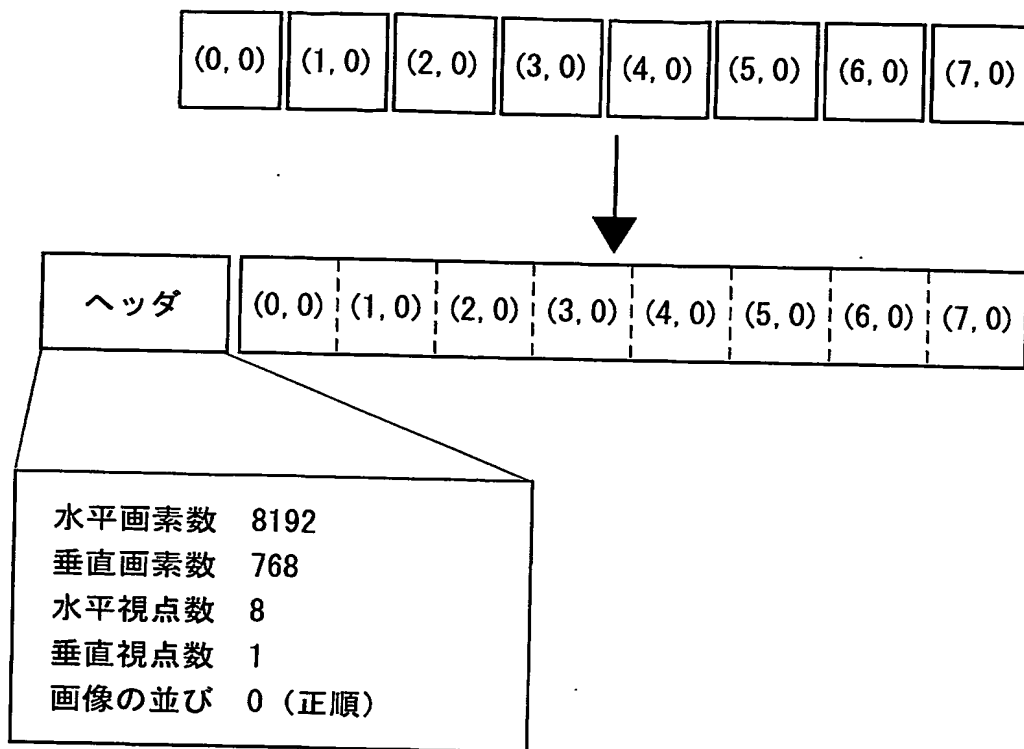 (0, 0) (1, 0) (2, 0) (3, 0) (4, 0) (5, 0) (6, 0) (7, 0)
ヘッダ (0, 0) (1, 0) (2, 0) (3, 0) (4, 0) (5, 0) (6, 0) (7, 0)
水平画素数 8192
垂直画素数 768
水平視点数 8
垂直視点数 1
画像の並び 0 (正順)